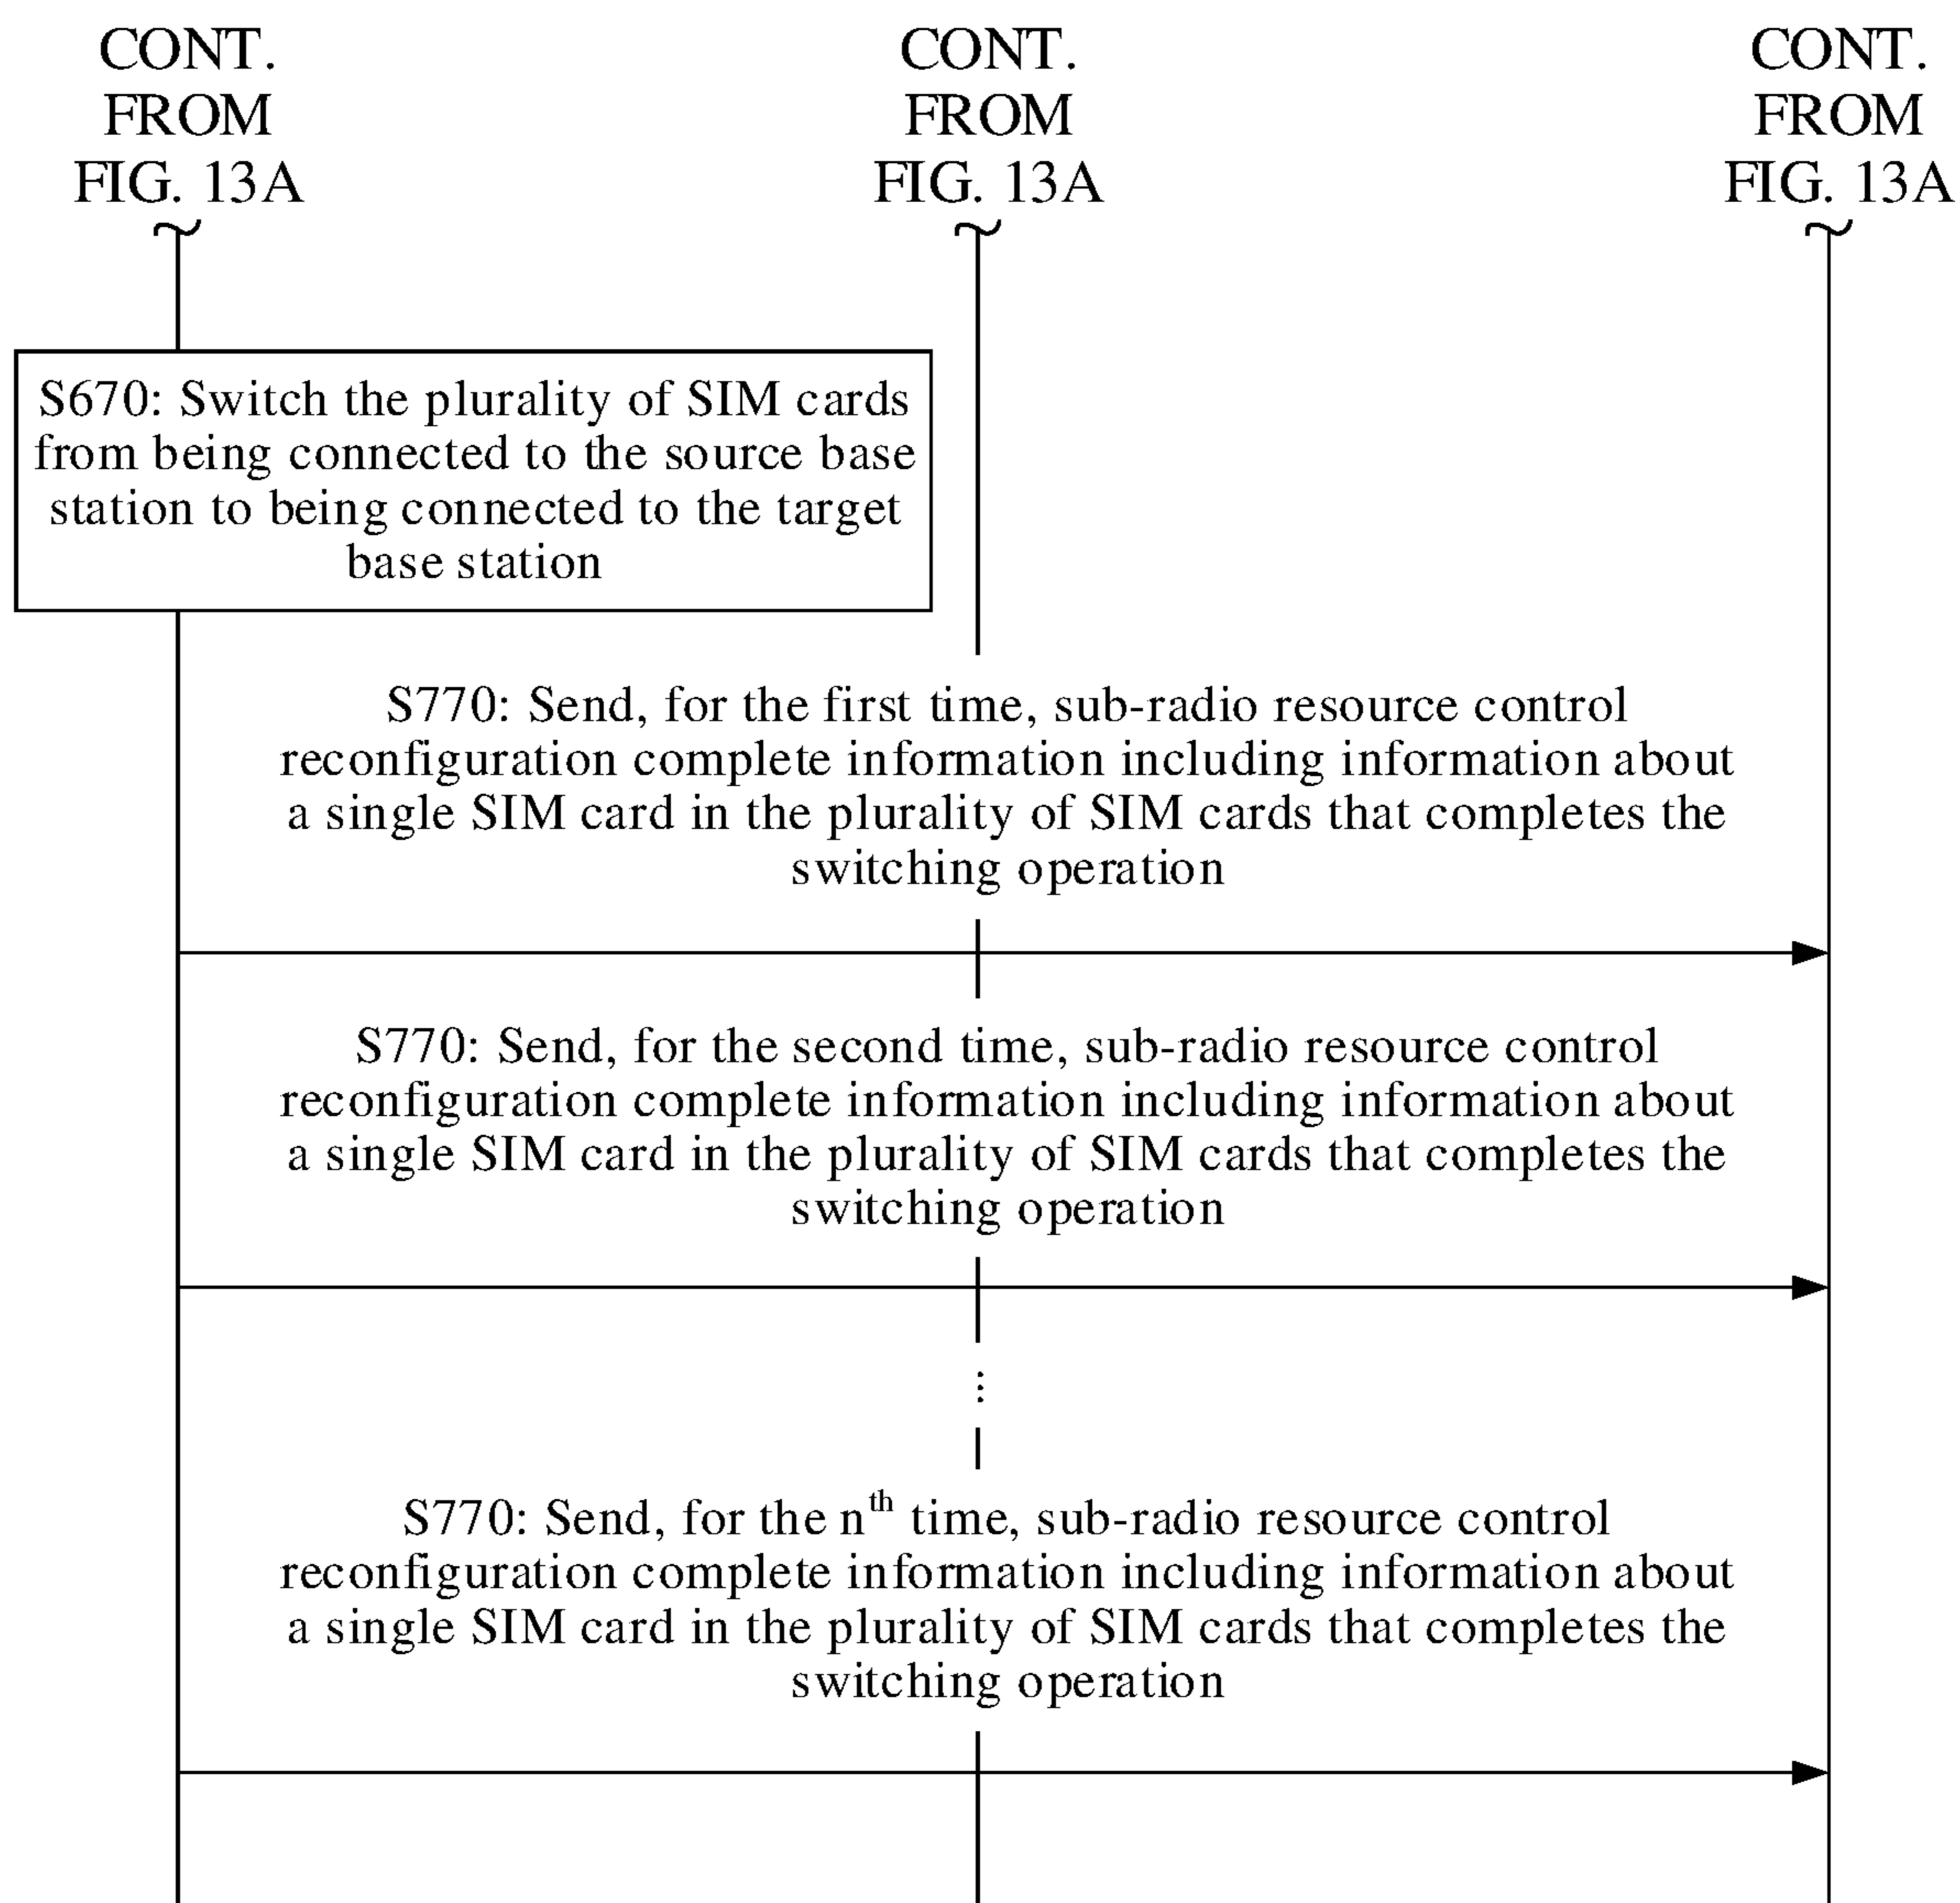 CONT.
FROM
FIG. 13A
CONT.
FROM
FIG. 13A
CONT.
FROM
FIG. 13A
S670: Switch the plurality of SIM cards
from being connected to the source base
station to being connected to the target
base station
S770: Send, for the first time, sub-radio resource control
reconfiguration complete information including information about
a single SIM card in the plurality of SIM cards that completes the
switching operation
S770: Send, for the second time, sub-radio resource control
reconfiguration complete information including information about
a single SIM card in the plurality of SIM cards that completes the
switching operation
...
S770: Send, for the nth time, sub-radio resource control
reconfiguration complete information including information about
a single SIM card in the plurality of SIM cards that completes the
switching operation